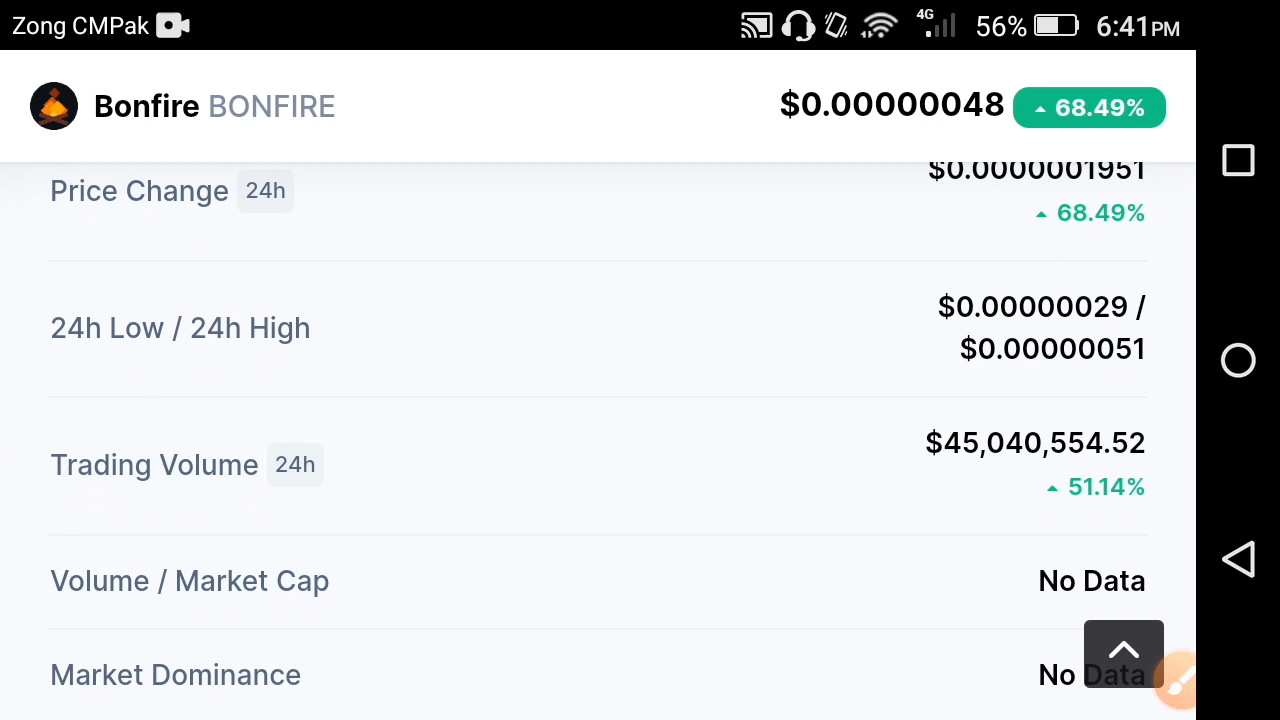 Zong CMPak 4G 56% 6:41PM
Bonfire BONFIRE $0.00000048 68.49%
Price Change 24h $0.0000001951
68.49%
24h Low / 24h High $0.00000029 /
$0.00000051
Trading Volume 24h $45,040,554.52
51.14%
Volume / Market Cap No Data
Market Dominance No Data